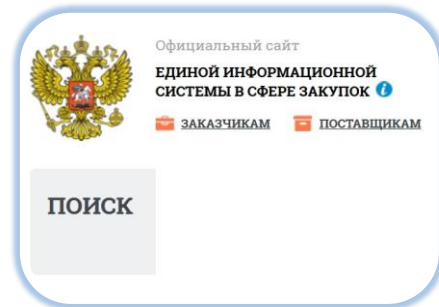 Официальный сайт
ЕДИНОЙ ИНФОРМАЦИОННОЙ
СИСТЕМЫ В СФЕРЕ ЗАКУПОК i
ЗАКАЗЧИКАМ ПОСТАВЩИКАМ
ПОИСК